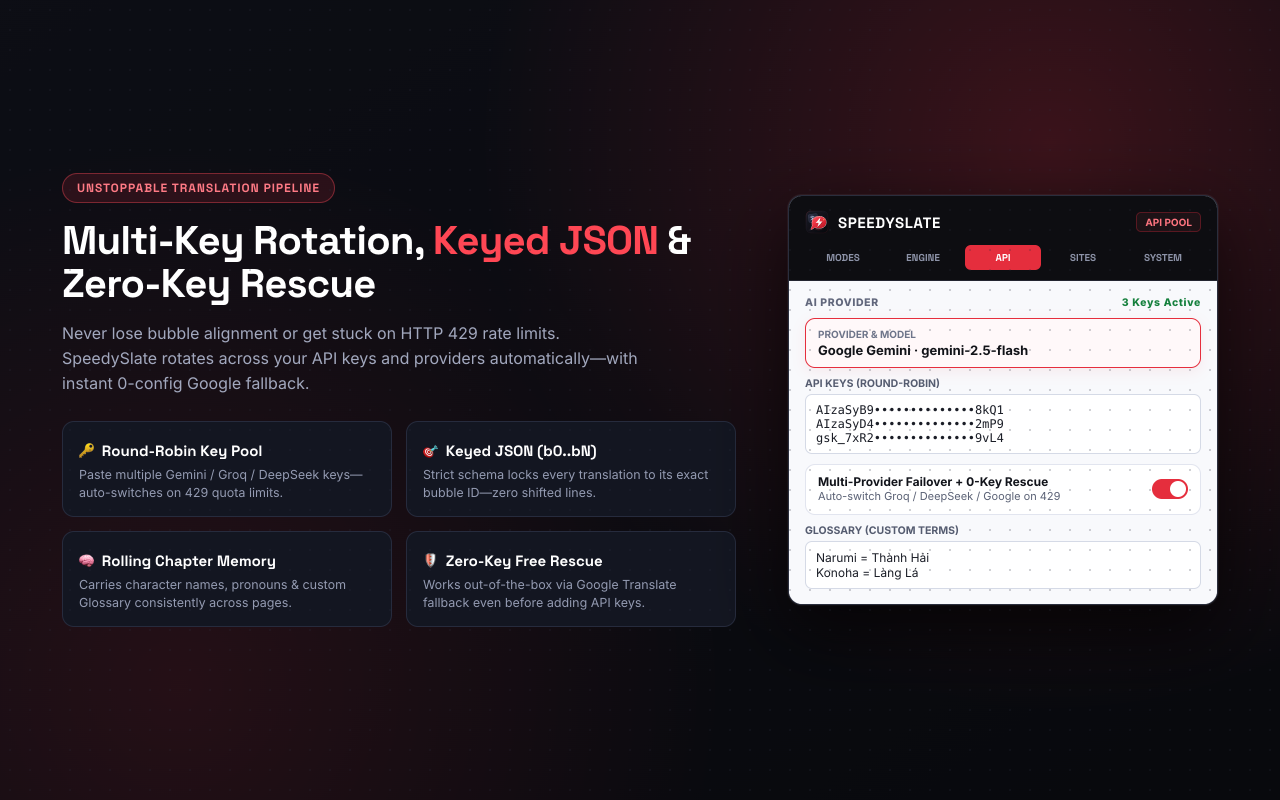 UNSTOPPABLE TRANSLATION PIPELINE
Multi-Key Rotation, Keyed JSON &
Zero-Key Rescue
Never lose bubble alignment or get stuck on HTTP 429 rate limits.
SpeedySlate rotates across your API keys and providers automatically—with
instant 0-config Google fallback.
🔑 Round-Robin Key Pool
Paste multiple Gemini / Groq / DeepSeek keys—
auto-switches on 429 quota limits.
🎯 Keyed JSON (b0..bN)
Strict schema locks every translation to its exact
bubble ID—zero shifted lines.
🧠 Rolling Chapter Memory
Carries character names, pronouns & custom
Glossary consistently across pages.
🛡️ Zero-Key Free Rescue
Works out-of-the-box via Google Translate
fallback even before adding API keys.
SPEEDYSLATE
API POOL
MODES ENGINE API SITES SYSTEM
AI PROVIDER
3 Keys Active
PROVIDER & MODEL
Google Gemini · gemini-2.5-flash
API KEYS (ROUND-ROBIN)
AIzaSyB9••••••••••••••8kQ1
AIzaSyD4••••••••••••••2mP9
gsk_7xR2••••••••••••••9vL4
Multi-Provider Failover + 0-Key Rescue
Auto-switch Groq / DeepSeek / Google on 429
GLOSSARY (CUSTOM TERMS)
Narumi = Thành Hải
Konoha = Làng Lá